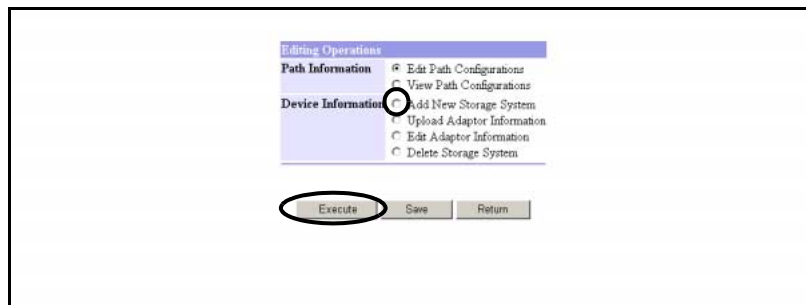 Editing Operations
Path Information Edit Path Configurations
View Path Configurations
Device Information Add New Storage System
Upload Adaptor Information
Edit Adaptor Information
Delete Storage System
Execute Save Return